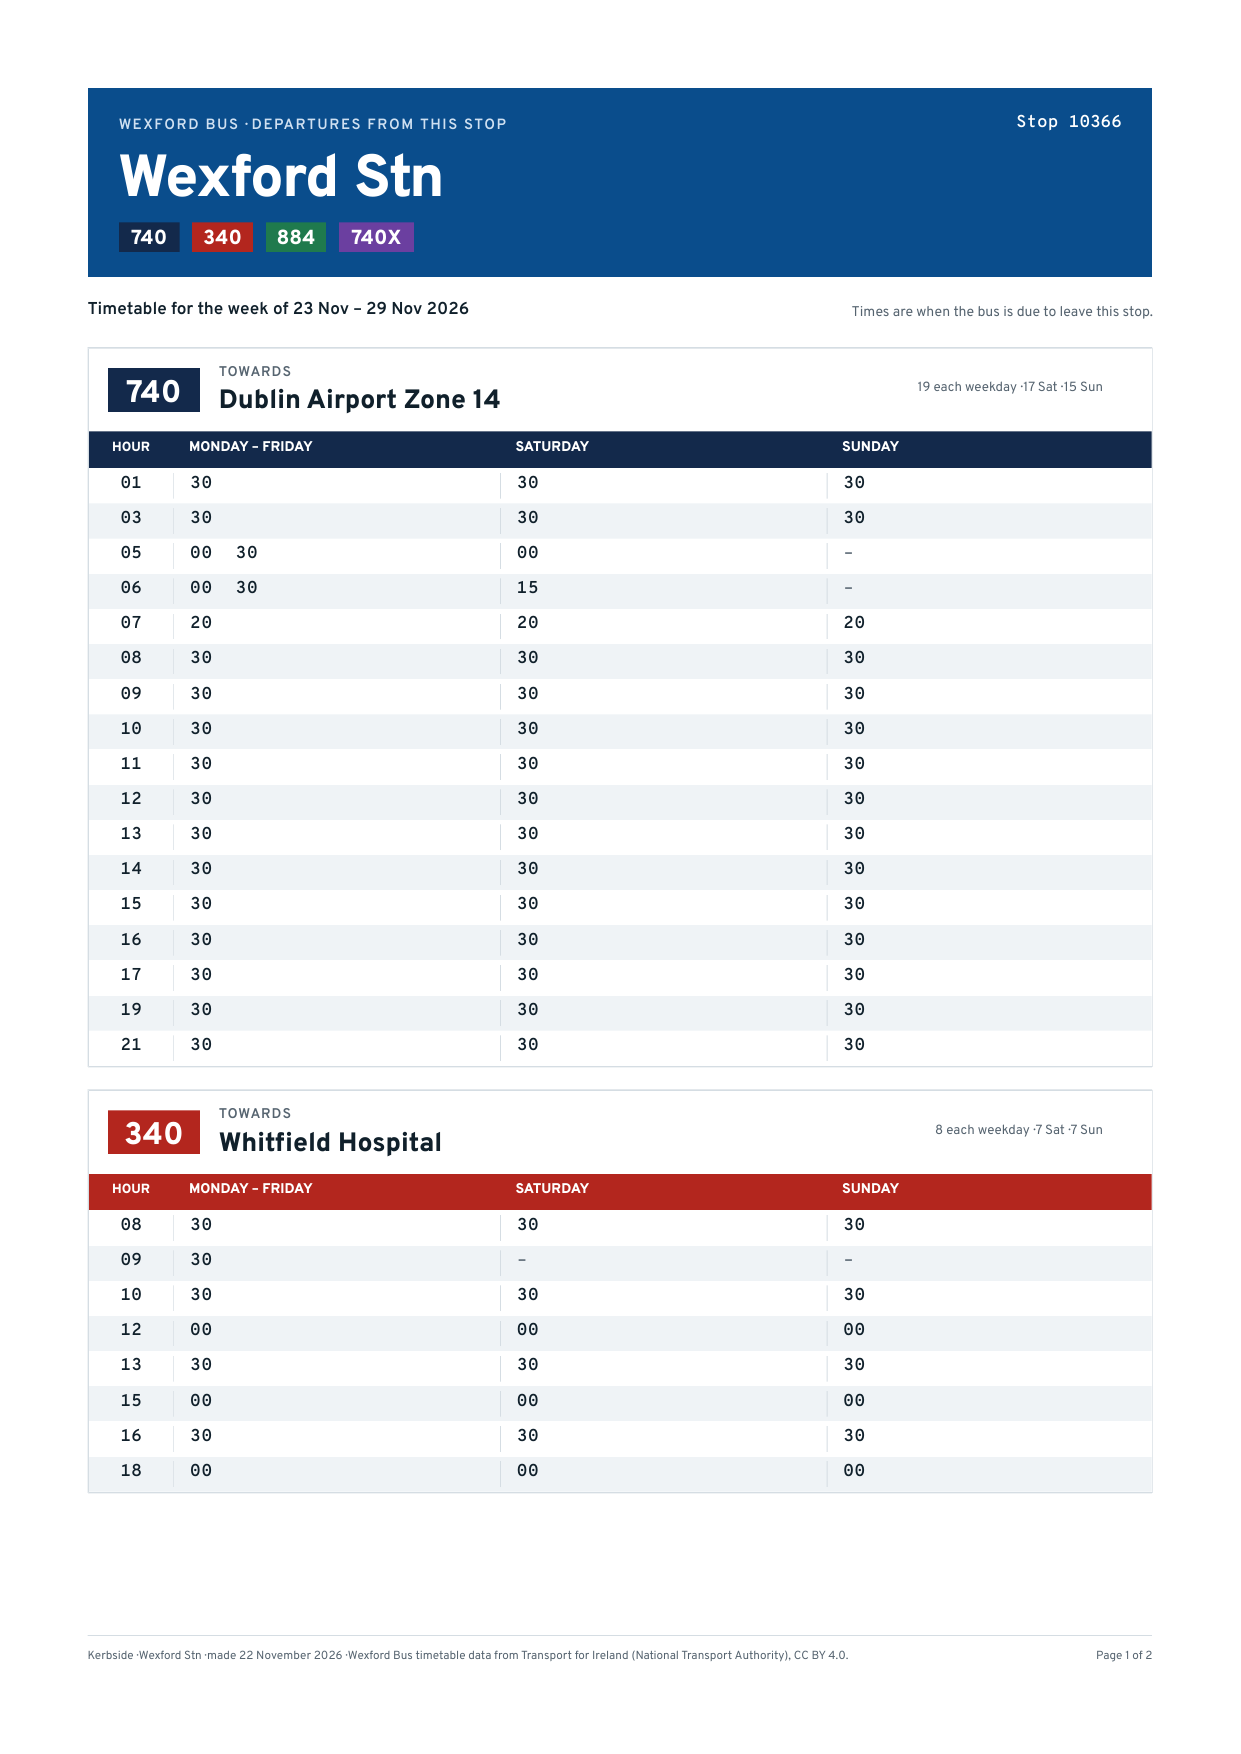 WEXFORD BUS · DEPARTURES FROM THIS STOP
Stop 10366
Wexford Stn
740 340 884 740X
Timetable for the week of 23 Nov – 29 Nov 2026
Times are when the bus is due to leave this stop.
740
TOWARDS
Dublin Airport Zone 14
19 each weekday · 17 Sat · 15 Sun
HOUR MONDAY – FRIDAY SATURDAY SUNDAY
01 30 30 30
03 30 30 30
05 00 30 00 –
06 00 30 15 –
07 20 20 20
08 30 30 30
09 30 30 30
10 30 30 30
11 30 30 30
12 30 30 30
13 30 30 30
14 30 30 30
15 30 30 30
16 30 30 30
17 30 30 30
19 30 30 30
21 30 30 30
340
TOWARDS
Whitfield Hospital
8 each weekday · 7 Sat · 7 Sun
HOUR MONDAY – FRIDAY SATURDAY SUNDAY
08 30 30 30
09 30 – –
10 30 30 30
12 00 00 00
13 30 30 30
15 00 00 00
16 30 30 30
18 00 00 00
Kerbside · Wexford Stn · made 22 November 2026 · Wexford Bus timetable data from Transport for Ireland (National Transport Authority), CC BY 4.0.
Page 1 of 2